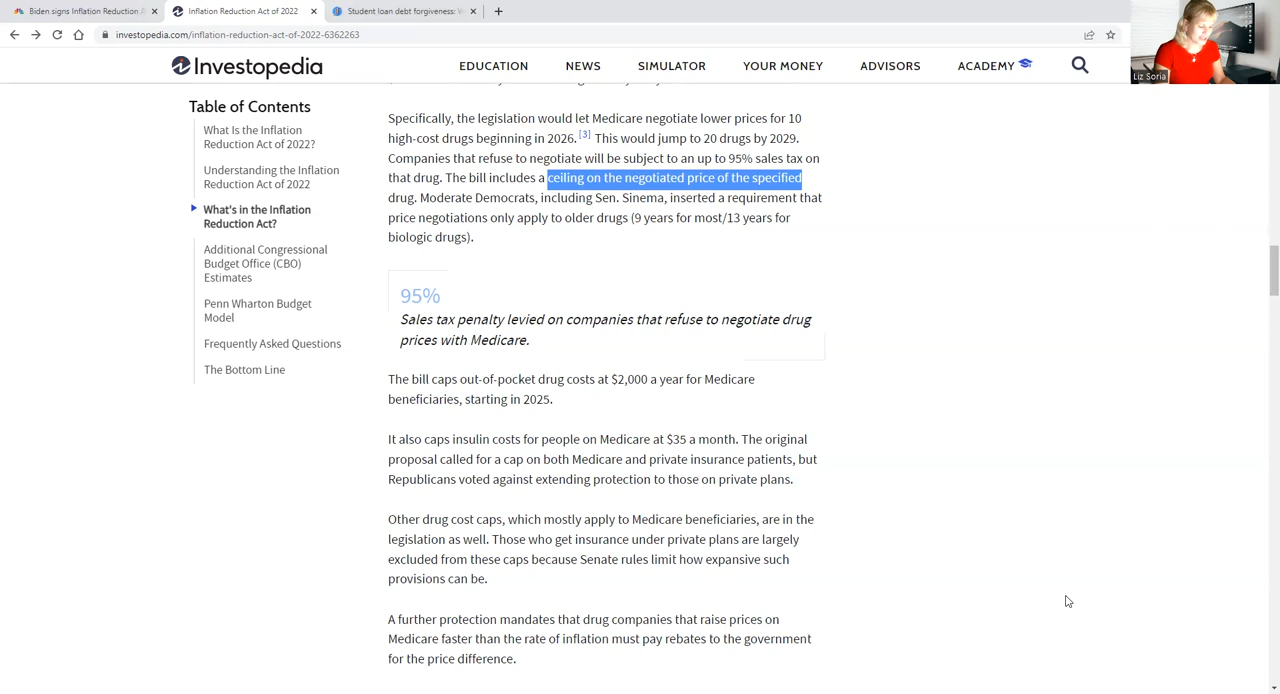 Biden signs Inflation Reduction A
Inflation Reduction Act of 2022
Student loan debt forgiveness: W
investopedia.com/inflation-reduction-act-of-2022-6362263
Liz Soria
Investopedia
EDUCATION NEWS SIMULATOR YOUR MONEY ADVISORS ACADEMY
Table of Contents
What Is the Inflation
Reduction Act of 2022?
Understanding the Inflation
Reduction Act of 2022
What's in the Inflation
Reduction Act?
Additional Congressional
Budget Office (CBO)
Estimates
Penn Wharton Budget
Model
Frequently Asked Questions
The Bottom Line
Specifically, the legislation would let Medicare negotiate lower prices for 10
high-cost drugs beginning in 2026. [3] This would jump to 20 drugs by 2029.
Companies that refuse to negotiate will be subject to an up to 95% sales tax on
that drug. The bill includes a ceiling on the negotiated price of the specified
drug. Moderate Democrats, including Sen. Sinema, inserted a requirement that
price negotiations only apply to older drugs (9 years for most/13 years for
biologic drugs).
95%
Sales tax penalty levied on companies that refuse to negotiate drug
prices with Medicare.
The bill caps out-of-pocket drug costs at $2,000 a year for Medicare
beneficiaries, starting in 2025.
It also caps insulin costs for people on Medicare at $35 a month. The original
proposal called for a cap on both Medicare and private insurance patients, but
Republicans voted against extending protection to those on private plans.
Other drug cost caps, which mostly apply to Medicare beneficiaries, are in the
legislation as well. Those who get insurance under private plans are largely
excluded from these caps because Senate rules limit how expansive such
provisions can be.
A further protection mandates that drug companies that raise prices on
Medicare faster than the rate of inflation must pay rebates to the government
for the price difference.